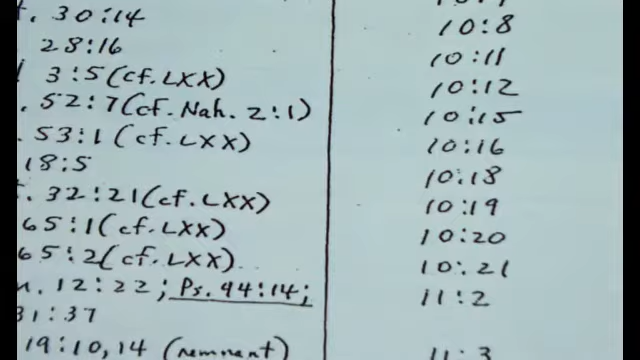 . 30:14 10:8
28:16 10:11
3:5 (cf. LXX) 10:12
. 52:7 (cf. Nah. 2:1) 10:15
. 53:1 (cf. LXX) 10:16
18:5 10:18
. 32:21 (cf. LXX) 10:19
65:1 (cf. LXX) 10:20
65:2 (cf. LXX) 10:21
. 12:22; Ps. 94:14; 11:2
31:37
19:10, 14 (remnant) 11:3